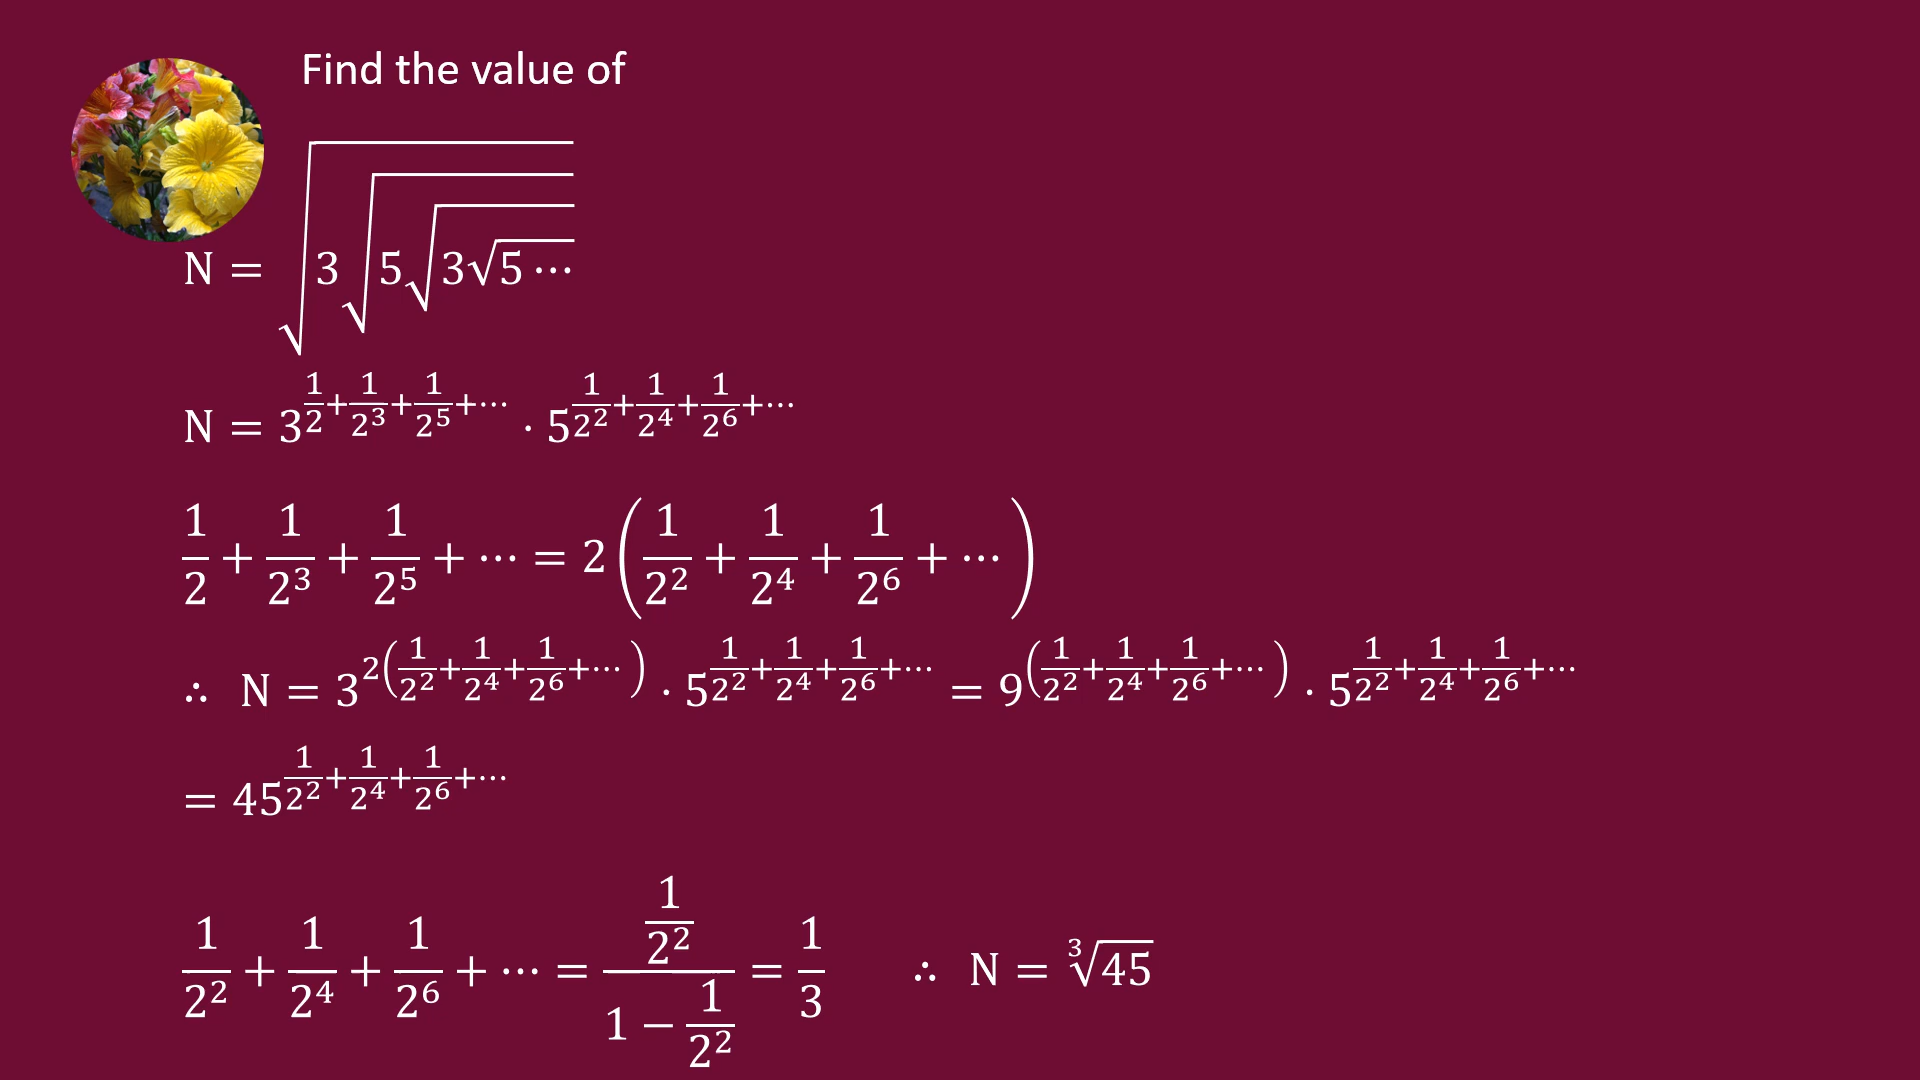 Find the value of
N = √(3√(5√(3√(5 ⋯))))
N = 3^(1/2 + 1/2³ + 1/2⁵ + ⋯) · 5^(1/2² + 1/2⁴ + 1/2⁶ + ⋯)
1/2 + 1/2³ + 1/2⁵ + ⋯ = 2(1/2² + 1/2⁴ + 1/2⁶ + ⋯)
∴ N = 3^(2(1/2² + 1/2⁴ + 1/2⁶ + ⋯)) · 5^(1/2² + 1/2⁴ + 1/2⁶ + ⋯) = 9^((1/2² + 1/2⁴ + 1/2⁶ + ⋯)) · 5^(1/2² + 1/2⁴ + 1/2⁶ + ⋯)
= 45^(1/2² + 1/2⁴ + 1/2⁶ + ⋯)
1/2² + 1/2⁴ + 1/2⁶ + ⋯ = (1/2²)/(1 − 1/2²) = 1/3 ∴ N = ∛45